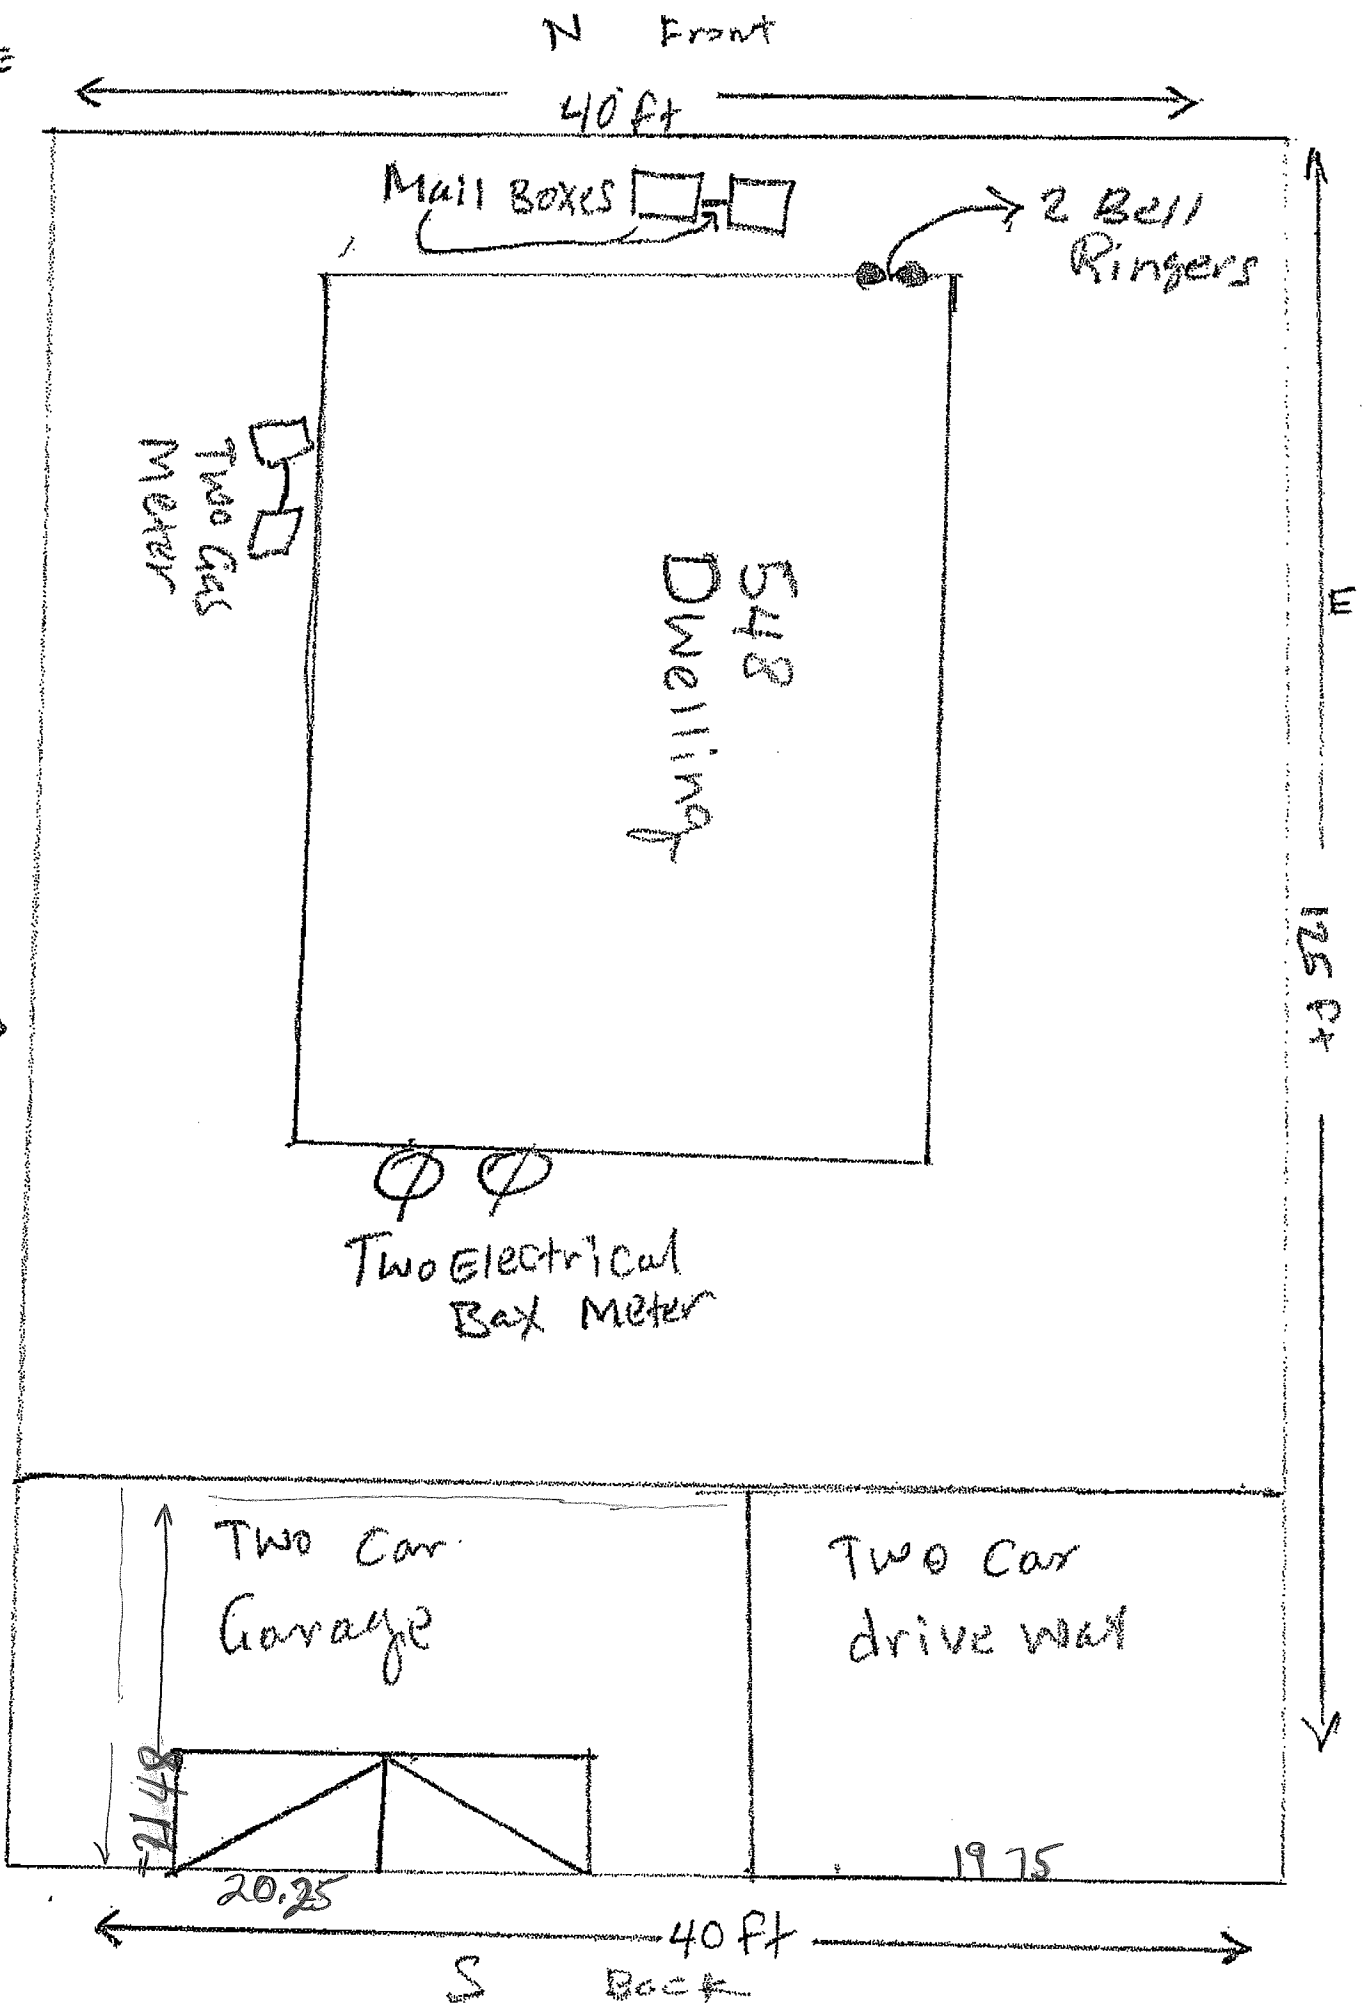 N Front
40 ft
Mail Boxes
2 Bell
Ringers
Two Gas
Meter
548
Dwelling
E
125 ft
Two Electrical
Box Meter
Two Car
Garage
Two Car
drive way
20.25
19 75
40 ft
S Back